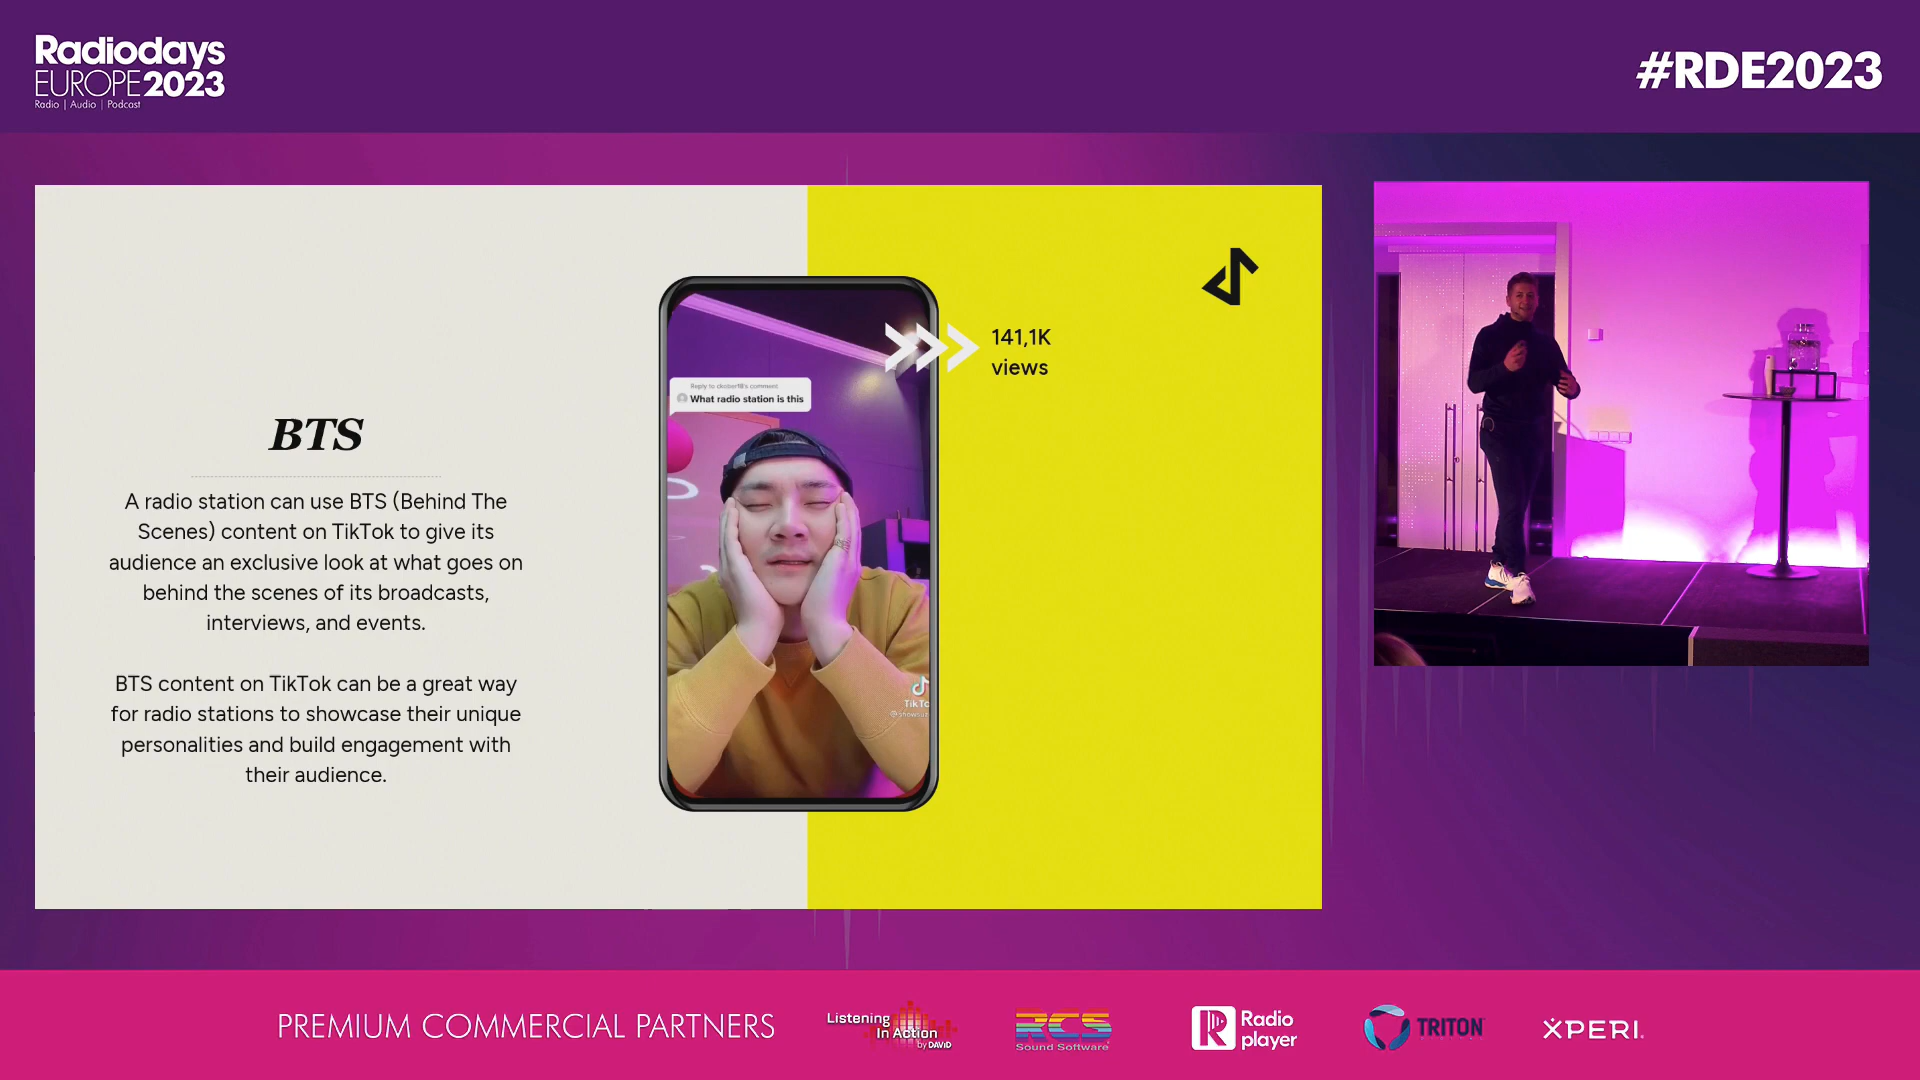 Radiodays
EUROPE 2023
Radio | Audio | Podcast
#RDE2023
BTS
A radio station can use BTS (Behind The
Scenes) content on TikTok to give its
audience an exclusive look at what goes on
behind the scenes of its broadcasts,
interviews, and events.
BTS content on TikTok can be a great way
for radio stations to showcase their unique
personalities and build engagement with
their audience.
What radio station is this
141,1K
views
PREMIUM COMMERCIAL PARTNERS
Listening
In Action
by DAVID
RCS
Sound Software
Radio
player
TRITON
XPERI